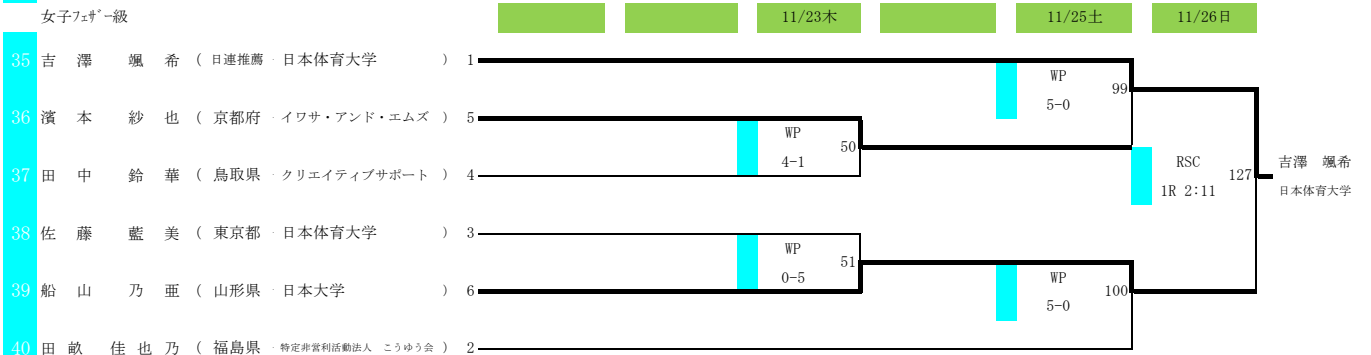 女子フェザー級 11/23木 11/25土 11/26日
35 吉 澤 颯 希 ( 日連推薦 · 日本体育大学 ) 1
WP
99
5-0
36 濱 本 紗 也 ( 京都府 · イワサ・アンド・エムズ ) 5
WP
50
4-1
RSC 吉澤 颯希
127
37 田 中 鈴 華 ( 鳥取県 · クリエイティブサポート ) 4
1R 2:11 日本体育大学
38 佐 藤 藍 美 ( 東京都 · 日本体育大学 ) 3
WP
51
0-5
WP
39 船 山 乃 亜 ( 山形県 · 日本大学 ) 6
100
5-0
40 田 畝 佳 也 乃 ( 福島県 · 特定非営利活動法人 こうゆう会 ) 2